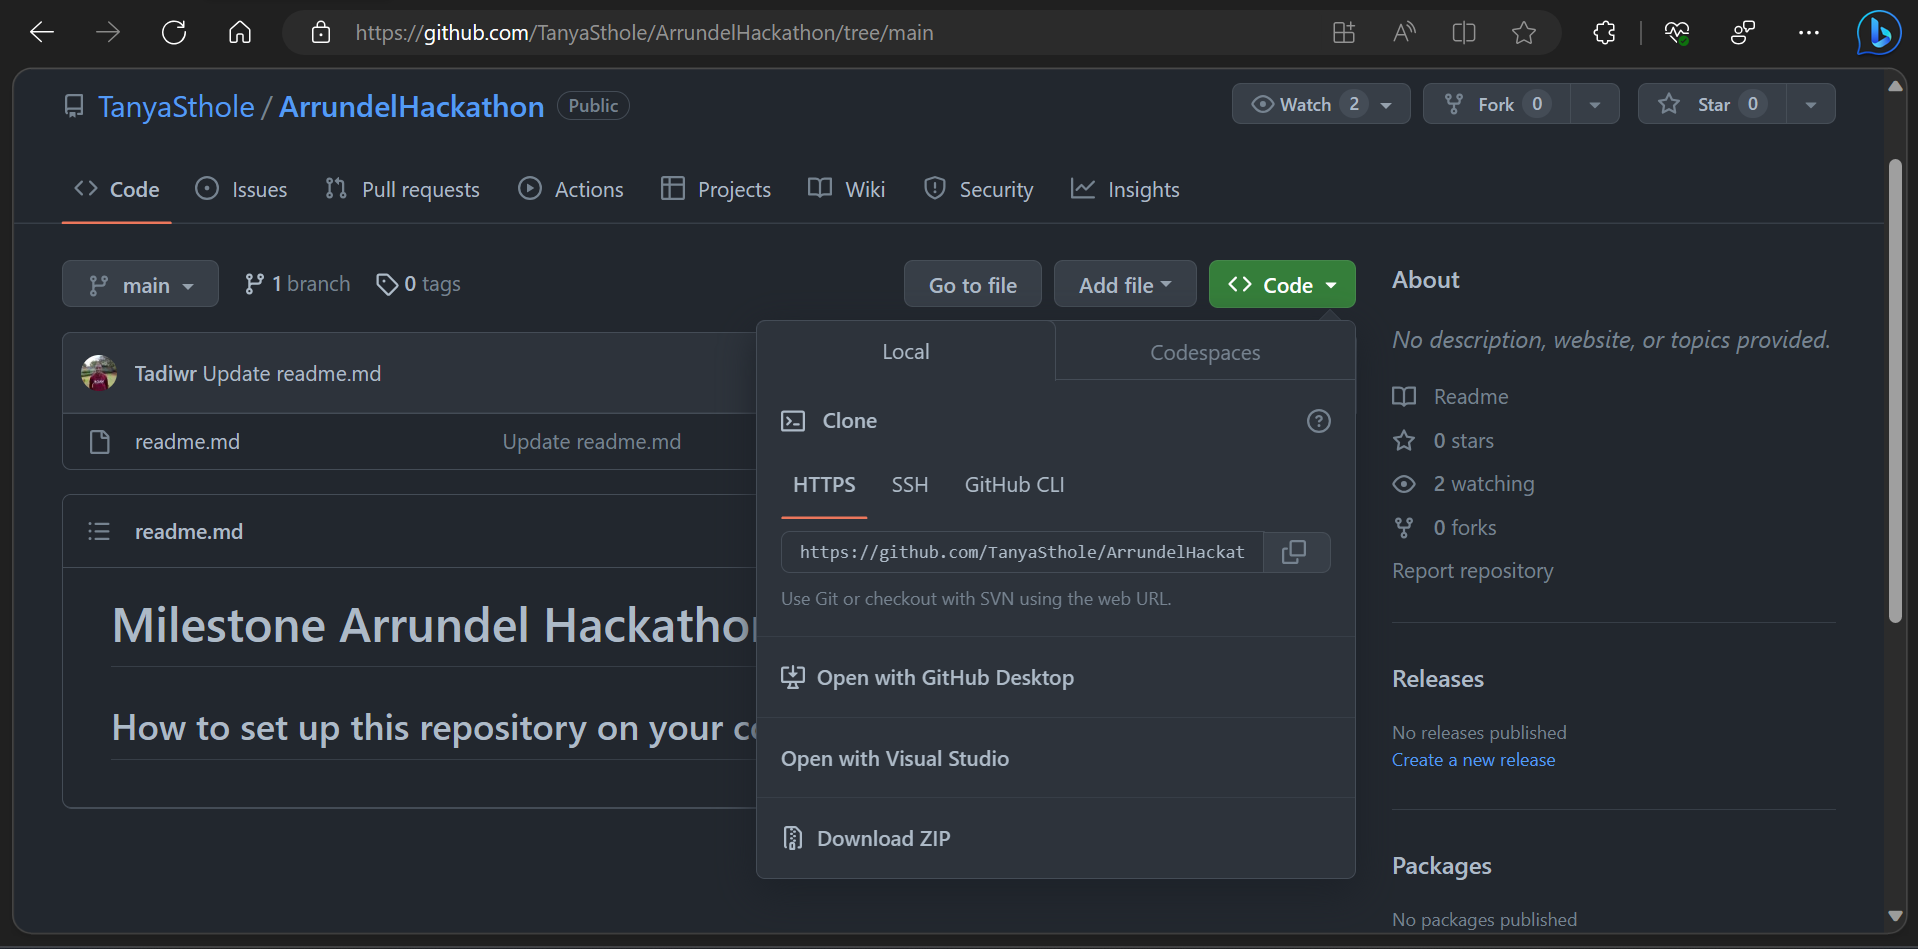 https://github.com/TanyaSthole/ArrundelHackathon/tree/main
TanyaSthole / ArrundelHackathon Public
Watch 2 Fork 0 Star 0
Code Issues Pull requests Actions Projects Wiki Security Insights
main 1 branch 0 tags Go to file Add file Code
Tadiwr Update readme.md
readme.md Update readme.md
readme.md
Milestone Arrundel Hackathon
How to set up this repository on your co
Local Codespaces
Clone
HTTPS SSH GitHub CLI
https://github.com/TanyaSthole/ArrundelHackat
Use Git or checkout with SVN using the web URL.
Open with GitHub Desktop
Open with Visual Studio
Download ZIP
About
No description, website, or topics provided.
Readme
0 stars
2 watching
0 forks
Report repository
Releases
No releases published
Create a new release
Packages
No packages published